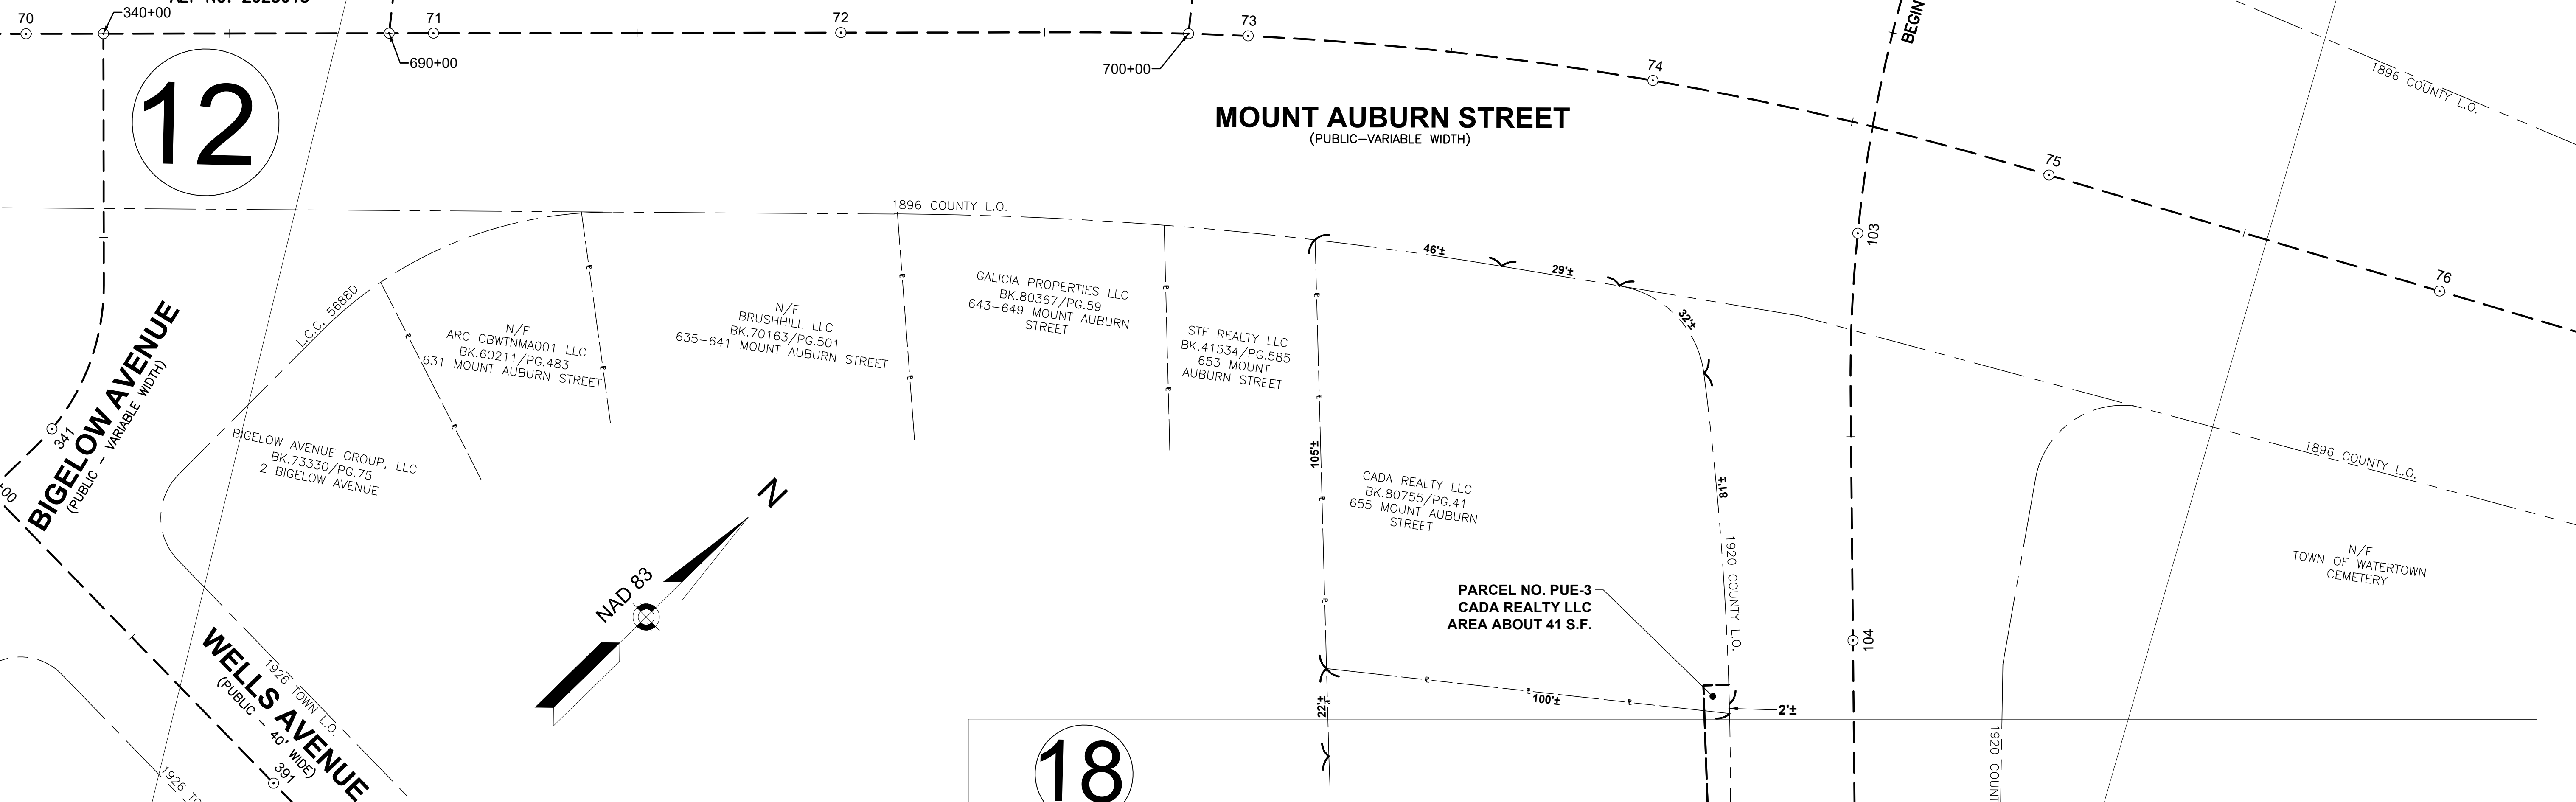 70
340+00
690+00
71
72
700+00
73
74
75
76
BEGIN
12
MOUNT AUBURN STREET
(PUBLIC-VARIABLE WIDTH)
1896 COUNTY L.O.
1896 COUNTY L.O.
103
46'±
29'±
32'±
L.C.C. 5688D
BIGELOW AVENUE
(PUBLIC - VARIABLE WIDTH)
341
+00
N/F
ARC CBWTNMA001 LLC
BK.60211/PG.483
631 MOUNT AUBURN STREET
N/F
BRUSHHILL LLC
BK.70163/PG.501
635-641 MOUNT AUBURN STREET
GALICIA PROPERTIES LLC
BK.80367/PG.59
643-649 MOUNT AUBURN
STREET
STF REALTY LLC
BK.41534/PG.585
653 MOUNT
AUBURN STREET
BIGELOW AVENUE GROUP, LLC
BK.73330/PG.75
2 BIGELOW AVENUE
105'±
CADA REALTY LLC
BK.80755/PG.41
655 MOUNT AUBURN
STREET
81'±
1896 COUNTY L.O.
N
NAD 83
1920 COUNTY L.O.
N/F
TOWN OF WATERTOWN
CEMETERY
PARCEL NO. PUE-3
CADA REALTY LLC
AREA ABOUT 41 S.F.
104
WELLS AVENUE
(PUBLIC - 40' WIDE)
1926 TOWN L.O.
391
22'±
100'±
2'±
18